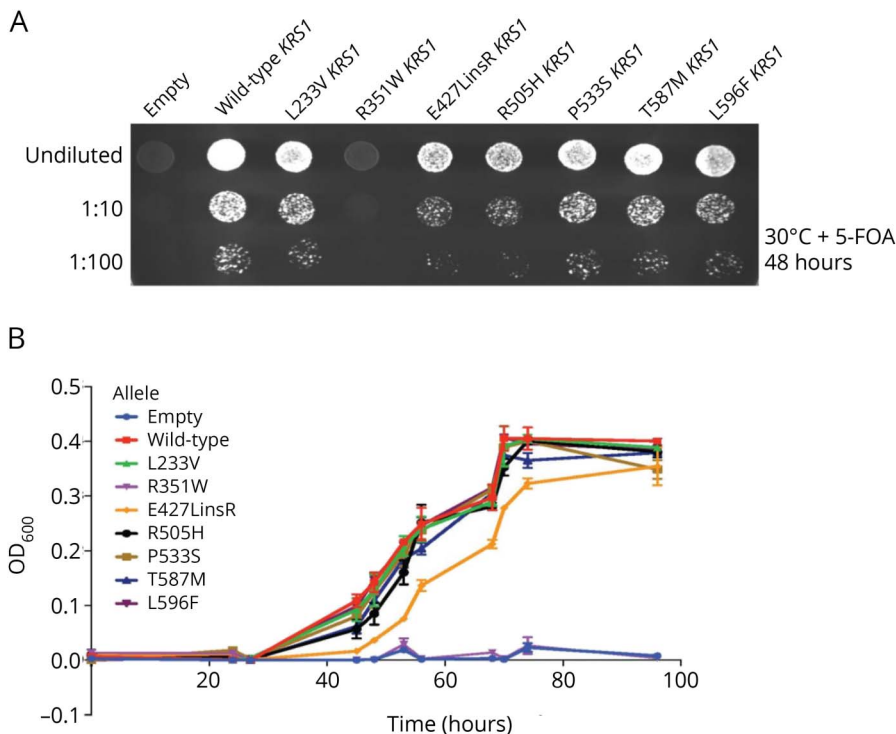 A
Empty
Wild-type KRS1
L233V KRS1
R351W KRS1
E427LinsR KRS1
R505H KRS1
P533S KRS1
T587M KRS1
L596F KRS1
Undiluted
1:10
1:100
30°C + 5-FOA
48 hours
B
0.5
0.4
0.3
0.2
0.1
0.0
–0.1
OD600
Allele
Empty
Wild-type
L233V
R351W
E427LinsR
R505H
P533S
T587M
L596F
20
40
60
80
100
Time (hours)